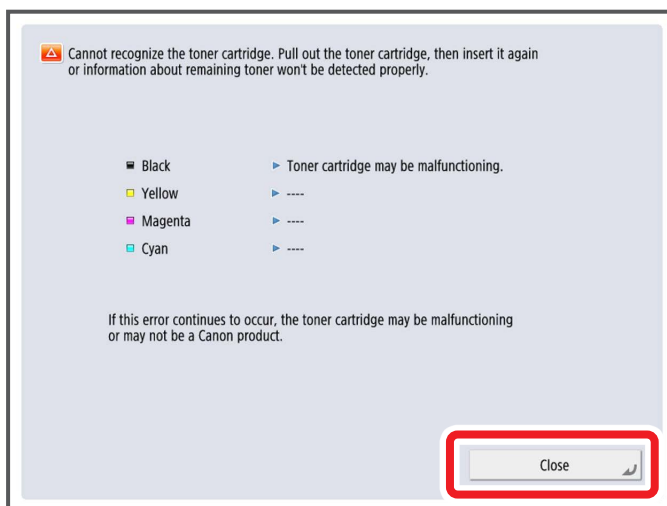 Cannot recognize the toner cartridge. Pull out the toner cartridge, then insert it again
or information about remaining toner won't be detected properly.
Black Toner cartridge may be malfunctioning.
Yellow ----
Magenta ----
Cyan ----
If this error continues to occur, the toner cartridge may be malfunctioning
or may not be a Canon product.
Close